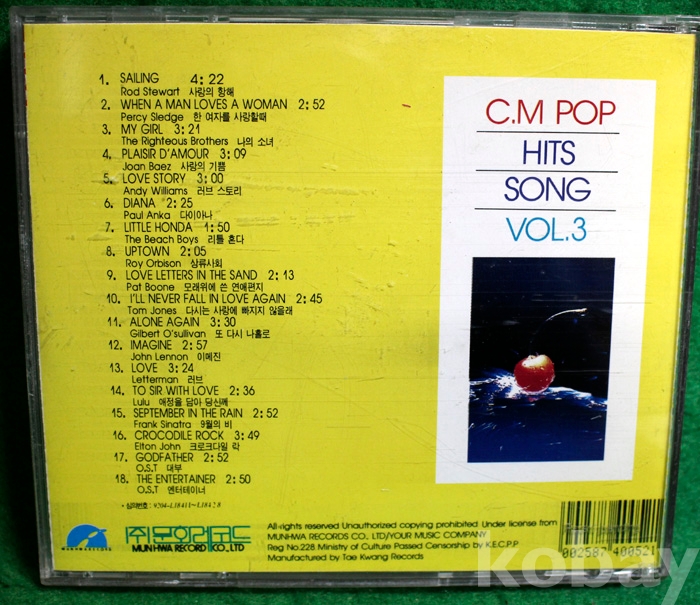 1. SAILING 4:22
Rod Stewart 사랑의 항해
2. WHEN A MAN LOVES A WOMAN 2:52
Percy Sledge 한 여자를 사랑할때
3. MY GIRL 3:21
The Righteous Brothers 나의 소녀
4. PLAISIR D'AMOUR 3:09
Joan Baez 사랑의 기쁨
5. LOVE STORY 3:00
Andy Williams 러브 스토리
6. DIANA 2:25
Paul Anka 다이아나
7. LITTLE HONDA 1:50
The Beach Boys 리틀 혼다
8. UPTOWN 2:05
Roy Orbison 상류사회
9. LOVE LETTERS IN THE SAND 2:13
Pat Boone 모래위에 쓴 연애편지
10. I'LL NEVER FALL IN LOVE AGAIN 2:45
Tom Jones 다시는 사랑에 빠지지 않을래
11. ALONE AGAIN 3:30
Gilbert O'sullivan 또 다시 나홀로
12. IMAGINE 2:57
John Lennon 이메진
13. LOVE 3:24
Letterman 러브
14. TO SIR WITH LOVE 2:36
Lulu 애정을 담아 당신께
15. SEPTEMBER IN THE RAIN 2:52
Frank Sinatra 9월의 비
16. CROCODILE ROCK 3:49
Elton John 크로크다일 락
17. GODFATHER 2:52
O.S.T 대부
18. THE ENTERTAINER 2:50
O.S.T 엔터테이너
• 심의번호: 9204-L1841
C.M POP
HITS
SONG
VOL.3
(주)문화레코드
MUNHWA RECORD CO., LTD
All rights reserved Unauthorized copying prohibited Under license from
MUNHWA RECORDS CO., LTD/YOUR MUSIC COMPANY
Reg No.228 Ministry of Culture Passed Censorship by K.E.C.P.P
Manufactured by Tae Kwang Records
002587 400521
Kobay